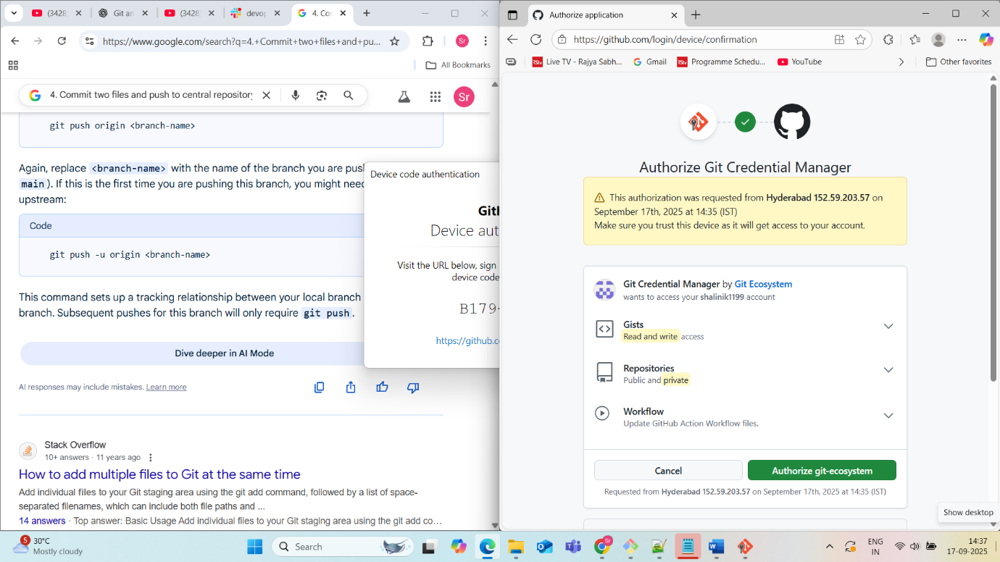 (3428
Git an
(3428
devop
4. Co
https://www.google.com/search?q=4.+Commit+two+files+and+pu...
Sr
All Bookmarks
4. Commit two files and push to central repository
Sr
git push origin <branch-name>
Again, replace <branch-name> with the name of the branch you are pus
main ). If this is the first time you are pushing this branch, you might need
upstream:
Code
git push -u origin <branch-name>
This command sets up a tracking relationship between your local branch
branch. Subsequent pushes for this branch will only require git push.
Dive deeper in AI Mode
AI responses may include mistakes. Learn more
Stack Overflow
10+ answers · 11 years ago
How to add multiple files to Git at the same time
Add individual files to your Git staging area using the git add command, followed by a list of space-
separated filenames, which can include both file paths and ...
14 answers · Top answer: Basic Usage Add individual files to your Git staging area using the git add co...
Device code authentication
Git
Device aut
Visit the URL below, sign
device code
B179-
https://github.co
Authorize application
https://github.com/login/device/confirmation
Live TV - Rajya Sabh...
Gmail
Programme Schedu...
YouTube
Other favorites
Authorize Git Credential Manager
This authorization was requested from Hyderabad 152.59.203.57 on
September 17th, 2025 at 14:35 (IST)
Make sure you trust this device as it will get access to your account.
Git Credential Manager by Git Ecosystem
wants to access your shalinik1199 account
Gists
Read and write access
Repositories
Public and private
Workflow
Update GitHub Action Workflow files.
Cancel
Authorize git-ecosystem
Requested from Hyderabad 152.59.203.57 on September 17th, 2025 at 14:35 (IST)
Show desktop
5
30°C
Mostly cloudy
Search
Sr
ENG
IN
14:37
17-09-2025